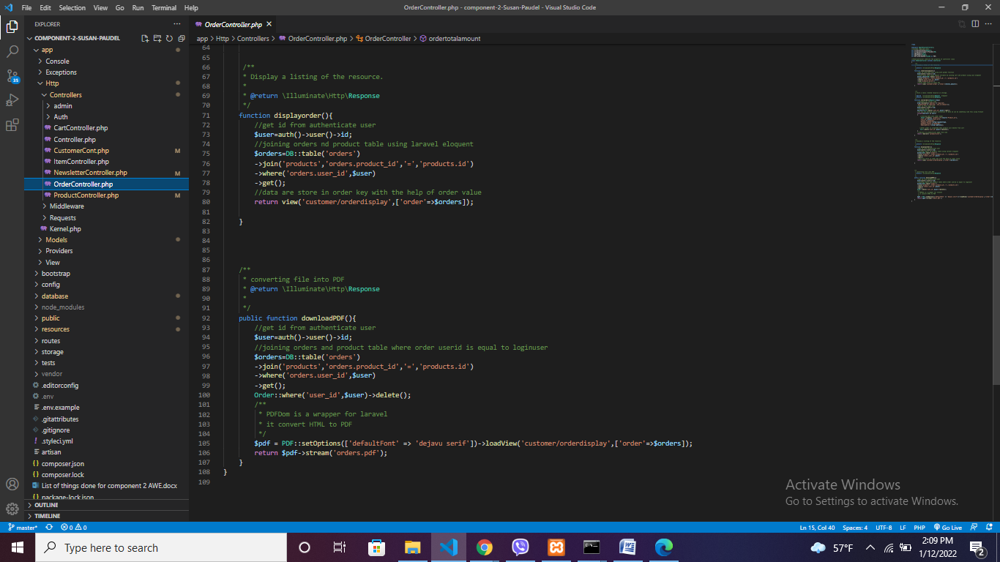 File Edit Selection View Go Run Terminal Help
OrderController.php - component-2-Susan-Paudel - Visual Studio Code
EXPLORER
COMPONENT-2-SUSAN-PAUDEL
app
Console
Exceptions
Http
Controllers
admin
Auth
CartController.php
Controller.php
CustomerCont.php M
ItemController.php
NewsletterController.php M
OrderController.php
ProductController.php M
Middleware
Requests
Kernel.php
Models
Providers
View
bootstrap
config
database
node_modules
public
resources
routes
storage
tests
vendor
.editorconfig
.env
.env.example
.gitattributes
.gitignore
.styleci.yml
artisan
composer.json
composer.lock
List of things done for component 2 AWE.docx
package-lock.json
OUTLINE
TIMELINE
35
OrderController.php
app > Http > Controllers > OrderController.php > OrderController > ordertotalamount
64
65
66 /**
67 * Display a listing of the resource.
68 *
69 * @return \Illuminate\Http\Response
70 */
71 function displayorder(){
72 //get id from authenticate user
73 $user=auth()->user()->id;
74 //joining orders nd product table using laravel eloquent
75 $orders=DB::table('orders')
76 ->join('products','orders.product_id','=','products.id')
77 ->where('orders.user_id',$user)
78 ->get();
79 //data are store in order key with the help of order value
80 return view('customer/orderdisplay',['order'=>$orders]);
81
82 }
83
84
85
86
87 /**
88 * converting file into PDF
89 * @return \Illuminate\Http\Response
90 *
91 */
92 public function downloadPDF(){
93 //get id from authenticate user
94 $user=auth()->user()->id;
95 //joining orders and product table where order userid is equal to loginuser
96 $orders=DB::table('orders')
97 ->join('products','orders.product_id','=','products.id')
98 ->where('orders.user_id',$user)
99 ->get();
100 Order::where('user_id',$user)->delete();
101 /**
102 * PDFDom is a wrapper for laravel
103 * it convert HTML to PDF
104 */
105 $pdf = PDF::setOptions(['defaultFont' => 'dejavu serif'])->loadView('customer/orderdisplay',['order'=>$orders]);
106 return $pdf->stream('orders.pdf');
107 }
108 }
109
Activate Windows
Go to Settings to activate Windows.
master* 0 0
Ln 15, Col 40 Spaces: 4 UTF-8 LF PHP Go Live
Type here to search
57°F
2:09 PM
1/12/2022
2